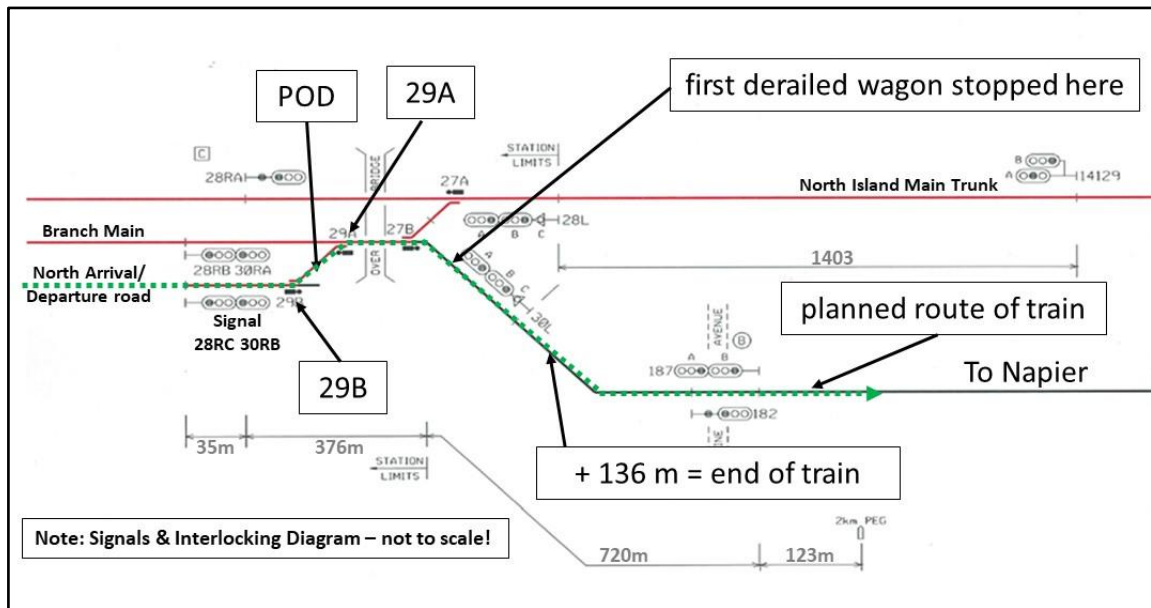 POD
29A
first derailed wagon stopped here
C
28RA
BRIDGE
OVER
27A
STATION
LIMITS
North Island Main Trunk
B
A
14129
Branch Main
29A
27B
A B C
28L
28RB 30RA
1403
North Arrival/
Departure road
A
B
C
30L
29B
Signal
28RC 30RB
planned route of train
AVENUE
B
A B
187
To Napier
29B
182
35m
376m
STATION
LIMITS
+ 136 m = end of train
Note: Signals & Interlocking Diagram – not to scale!
2km PEG
720m
123m